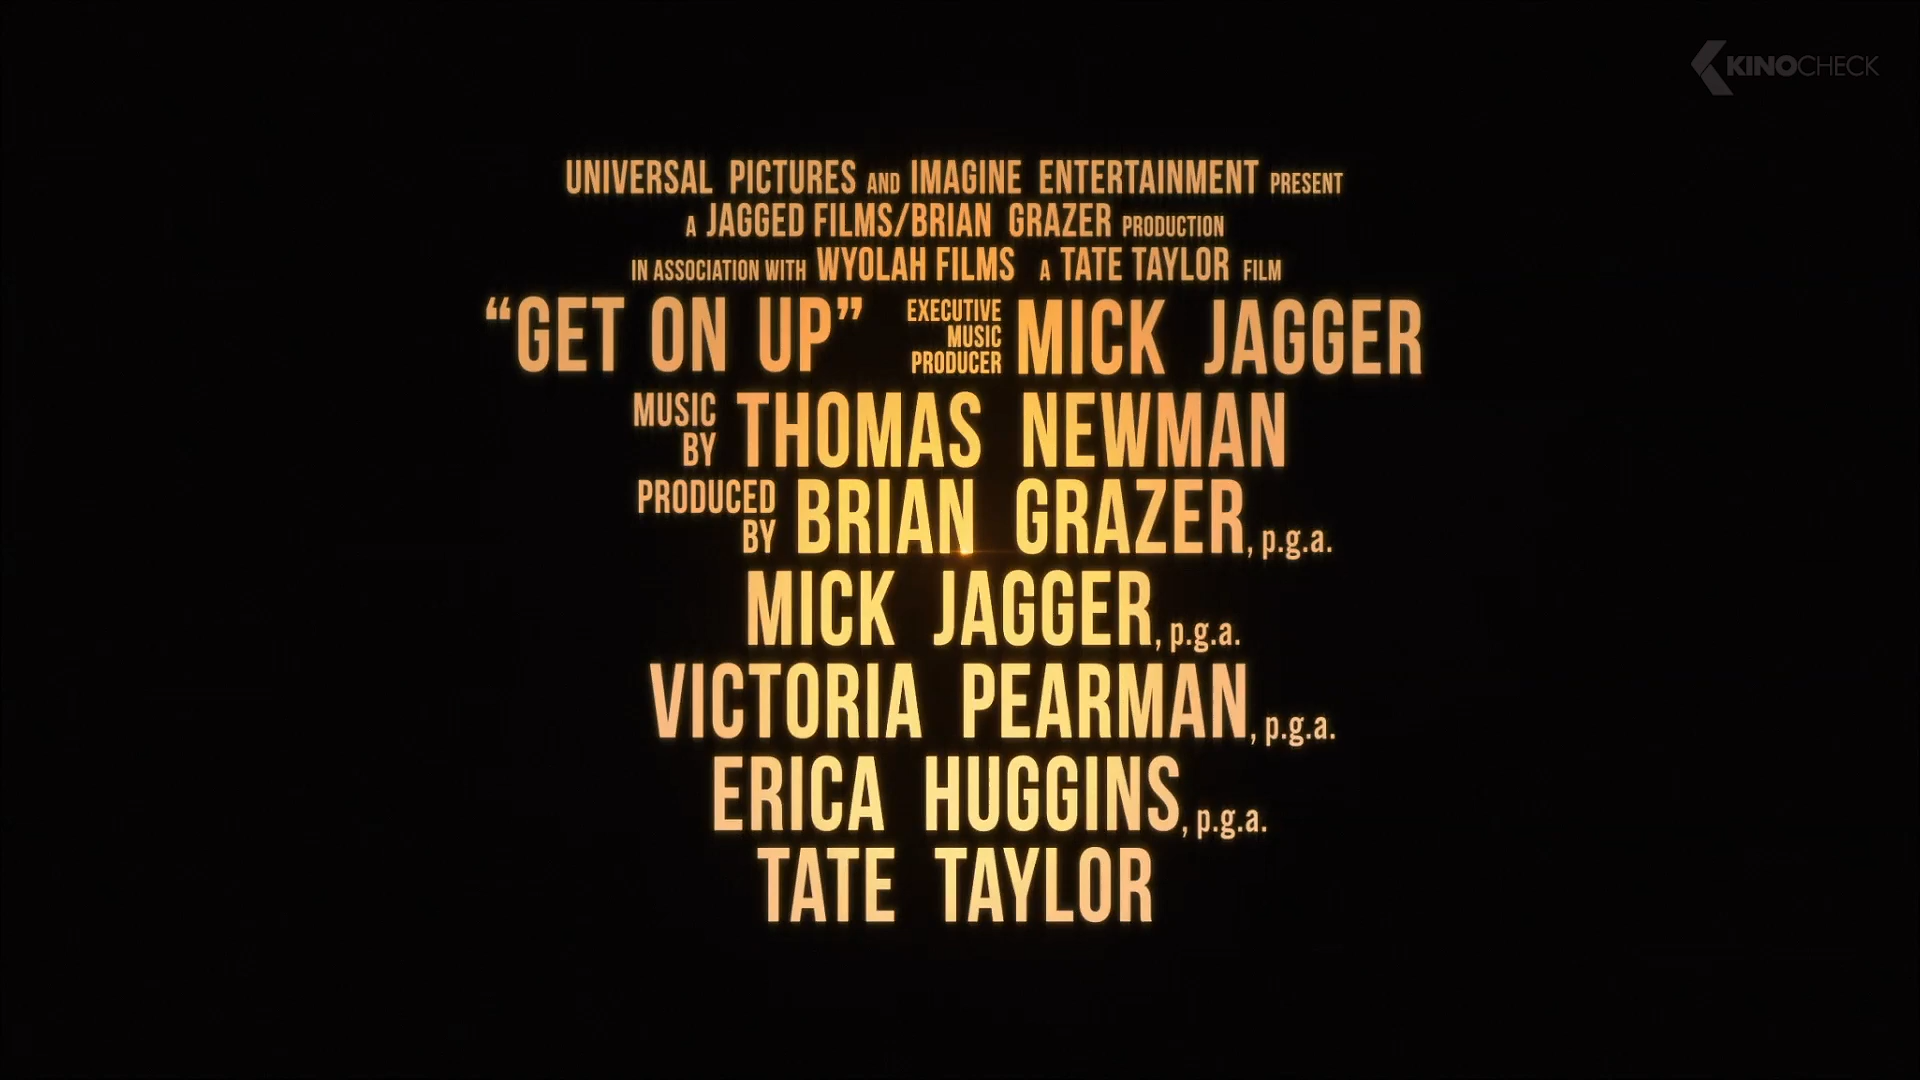 KINOCHECK
UNIVERSAL PICTURES AND IMAGINE ENTERTAINMENT PRESENT
A JAGGED FILMS/BRIAN GRAZER PRODUCTION
IN ASSOCIATION WITH WYOLAH FILMS A TATE TAYLOR FILM
“GET ON UP” EXECUTIVE MUSIC PRODUCER MICK JAGGER
MUSIC BY THOMAS NEWMAN
PRODUCED BY BRIAN GRAZER, p.g.a.
MICK JAGGER, p.g.a.
VICTORIA PEARMAN, p.g.a.
ERICA HUGGINS, p.g.a.
TATE TAYLOR